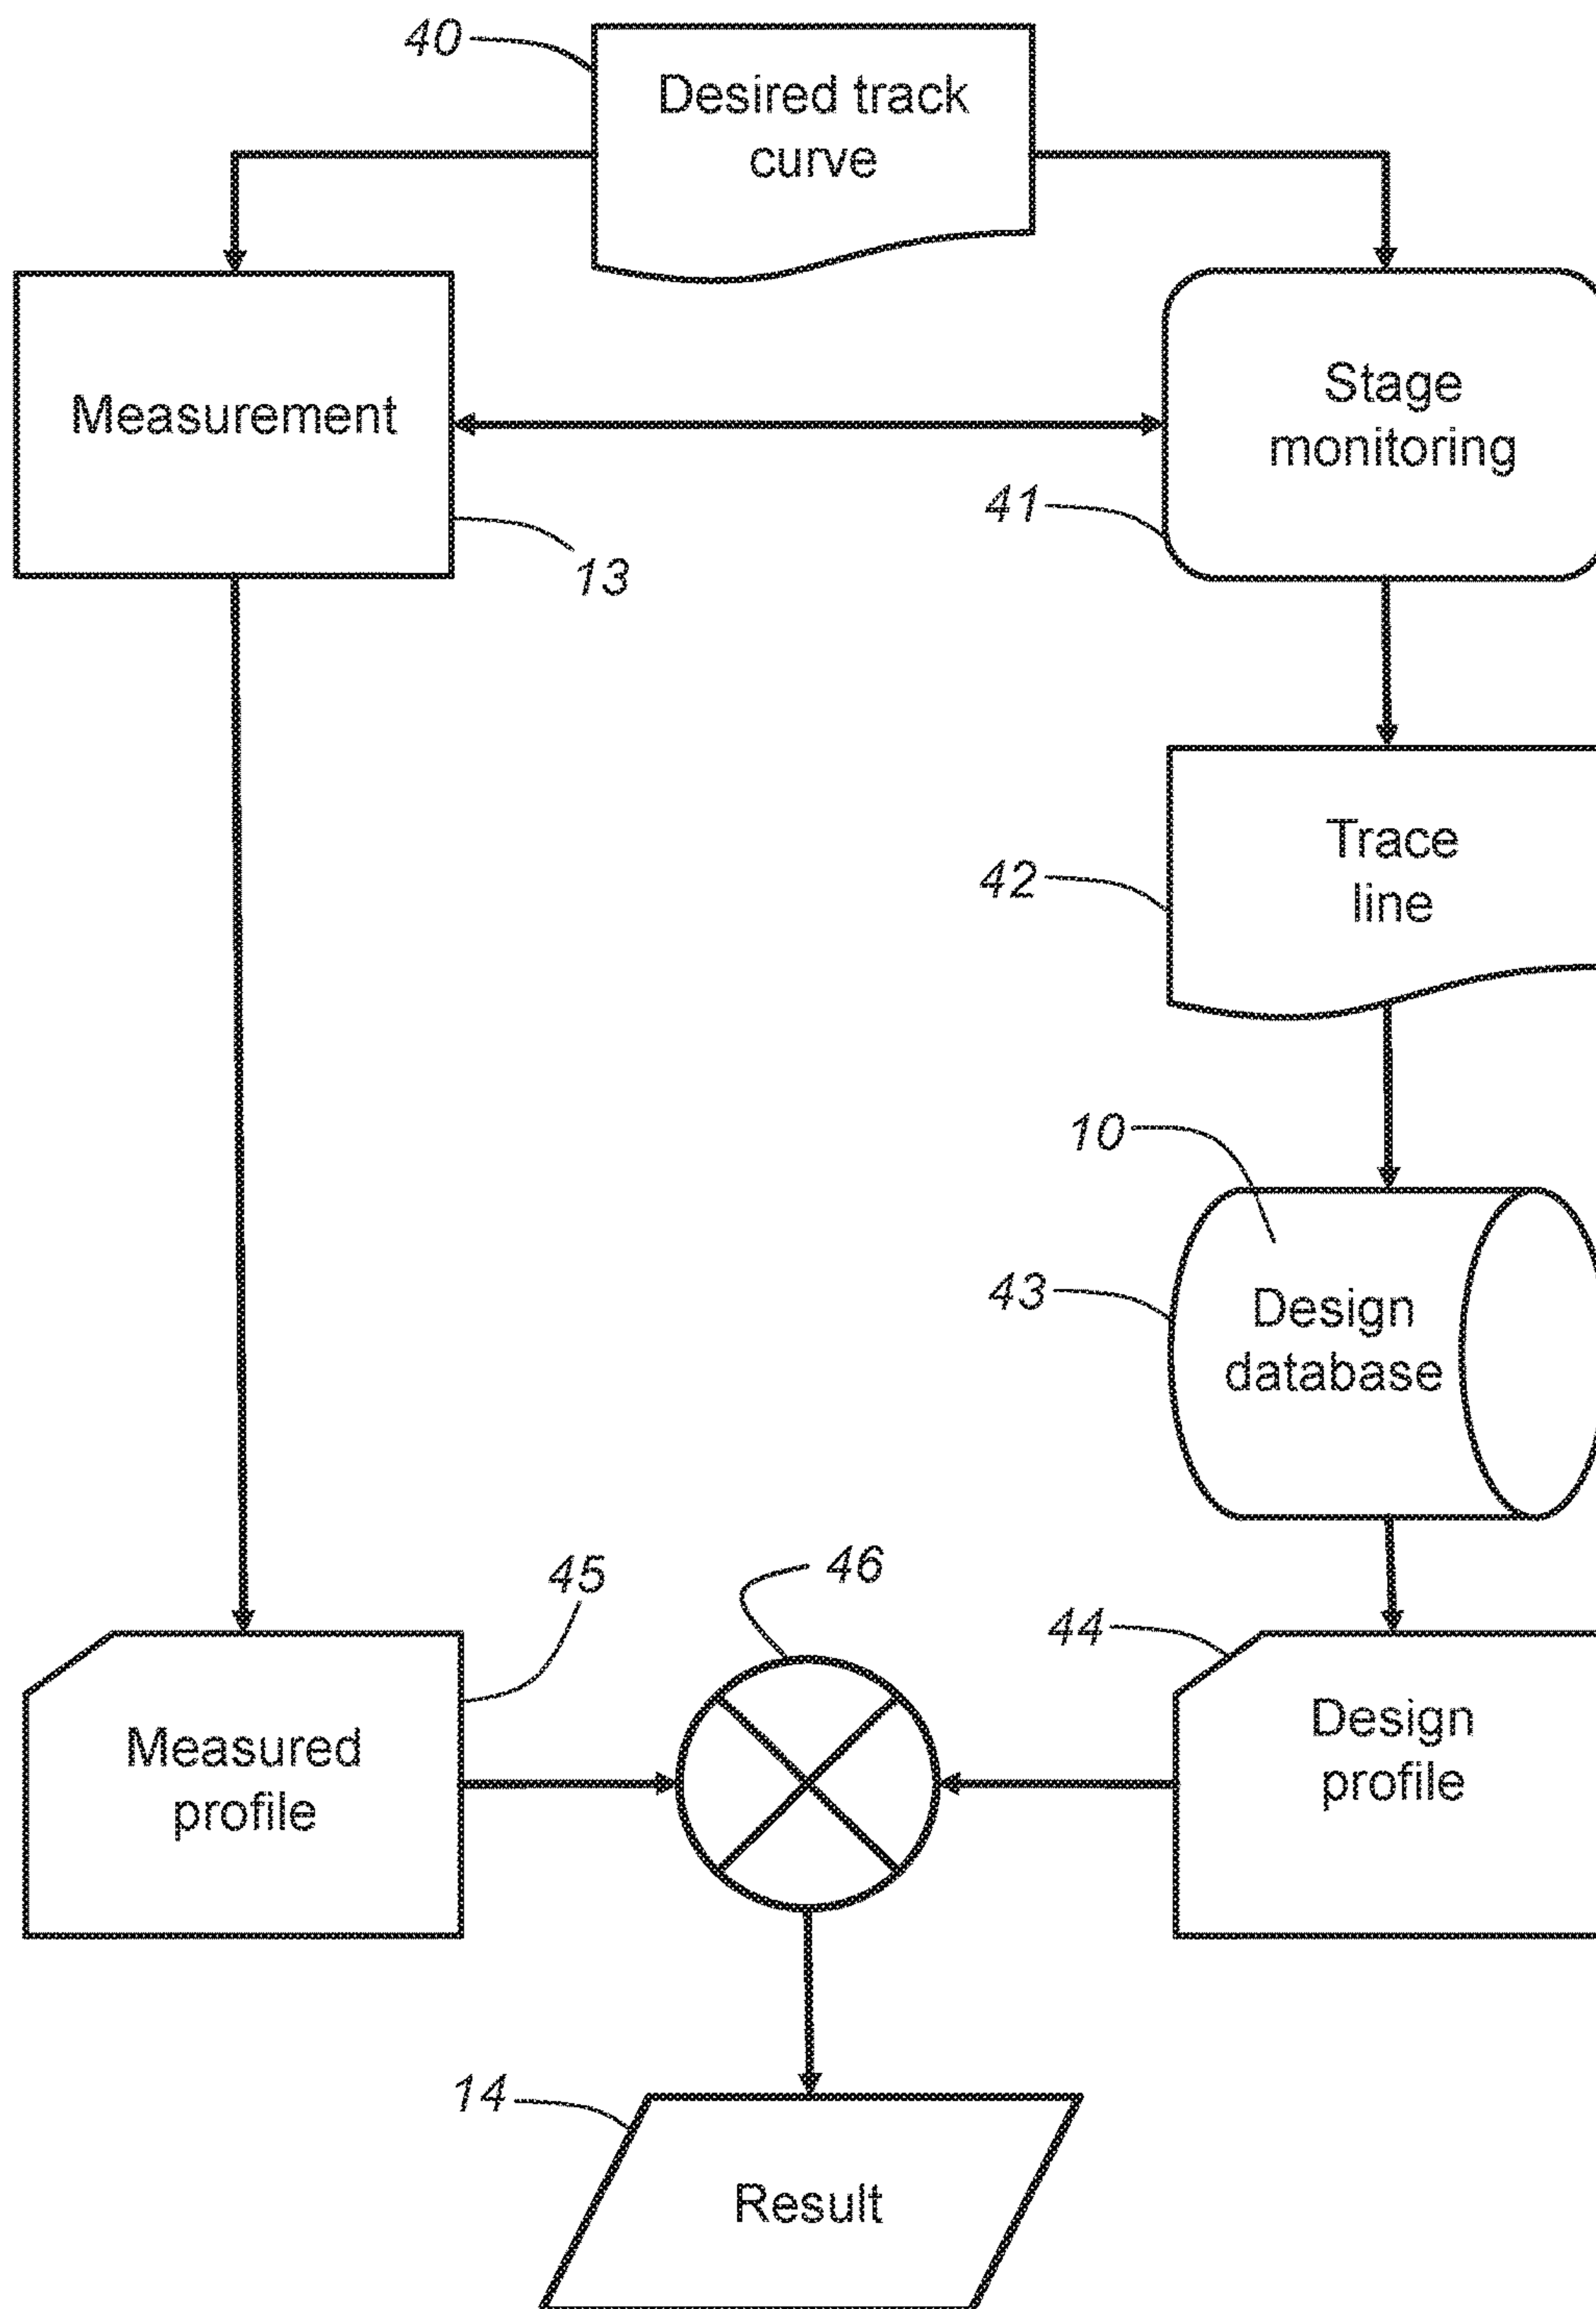 40
Desired track
curve
Measurement
13
Stage
monitoring
41
Trace
line
42
10
43
Design
database
45
46
44
Measured
profile
Design
profile
14
Result